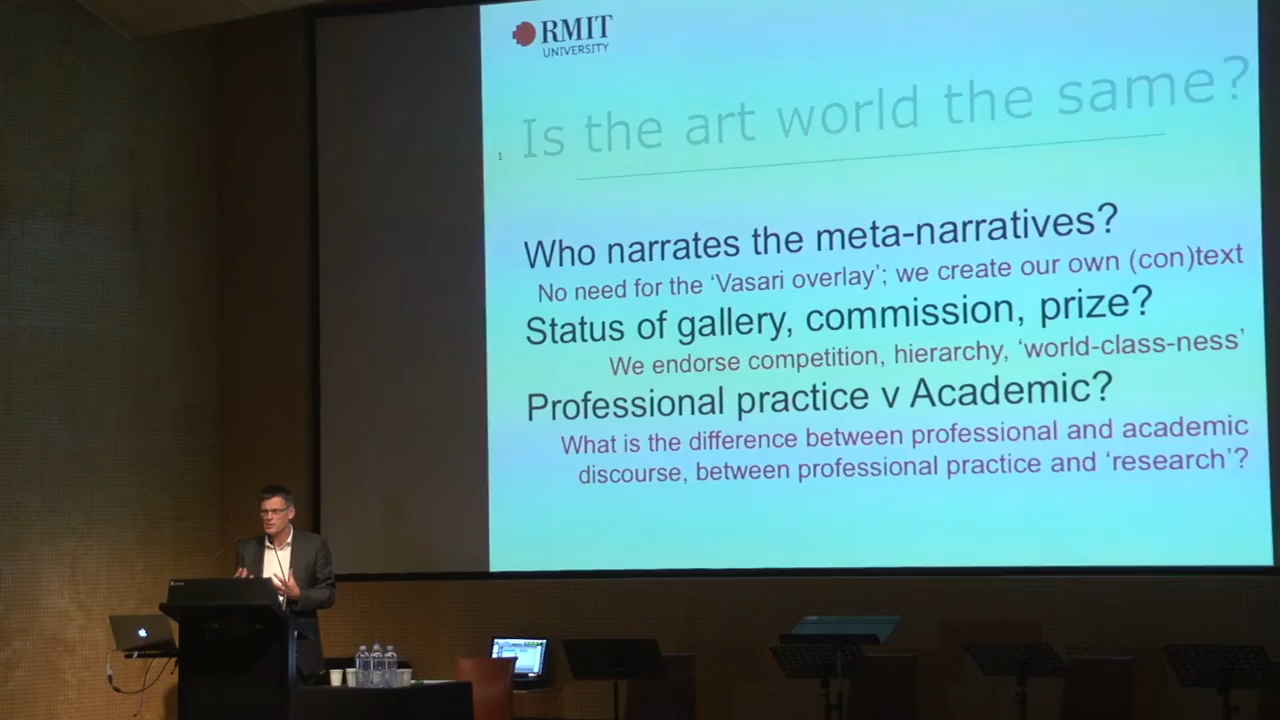 RMIT
UNIVERSITY
Is the art world the same?
1
Who narrates the meta-narratives?
No need for the ‘Vasari overlay’; we create our own (con)text
Status of gallery, commission, prize?
We endorse competition, hierarchy, ‘world-class-ness’
Professional practice v Academic?
What is the difference between professional and academic
discourse, between professional practice and ‘research’?